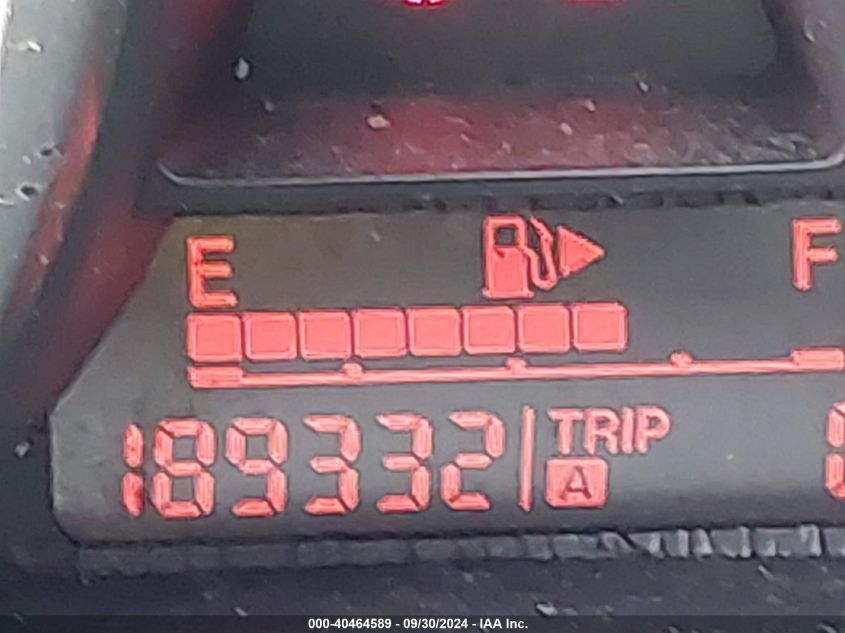 E F
189332 TRIP
A
000-40464589 - 09/30/2024 - IAA Inc.